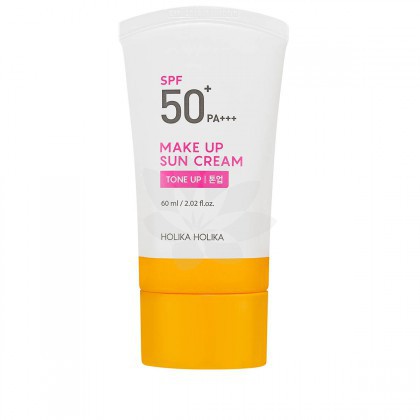 SPF
50+ PA+++
MAKE UP
SUN CREAM
TONE UP | 톤업
60 ml / 2.02 fl.oz.
HOLIKA HOLIKA